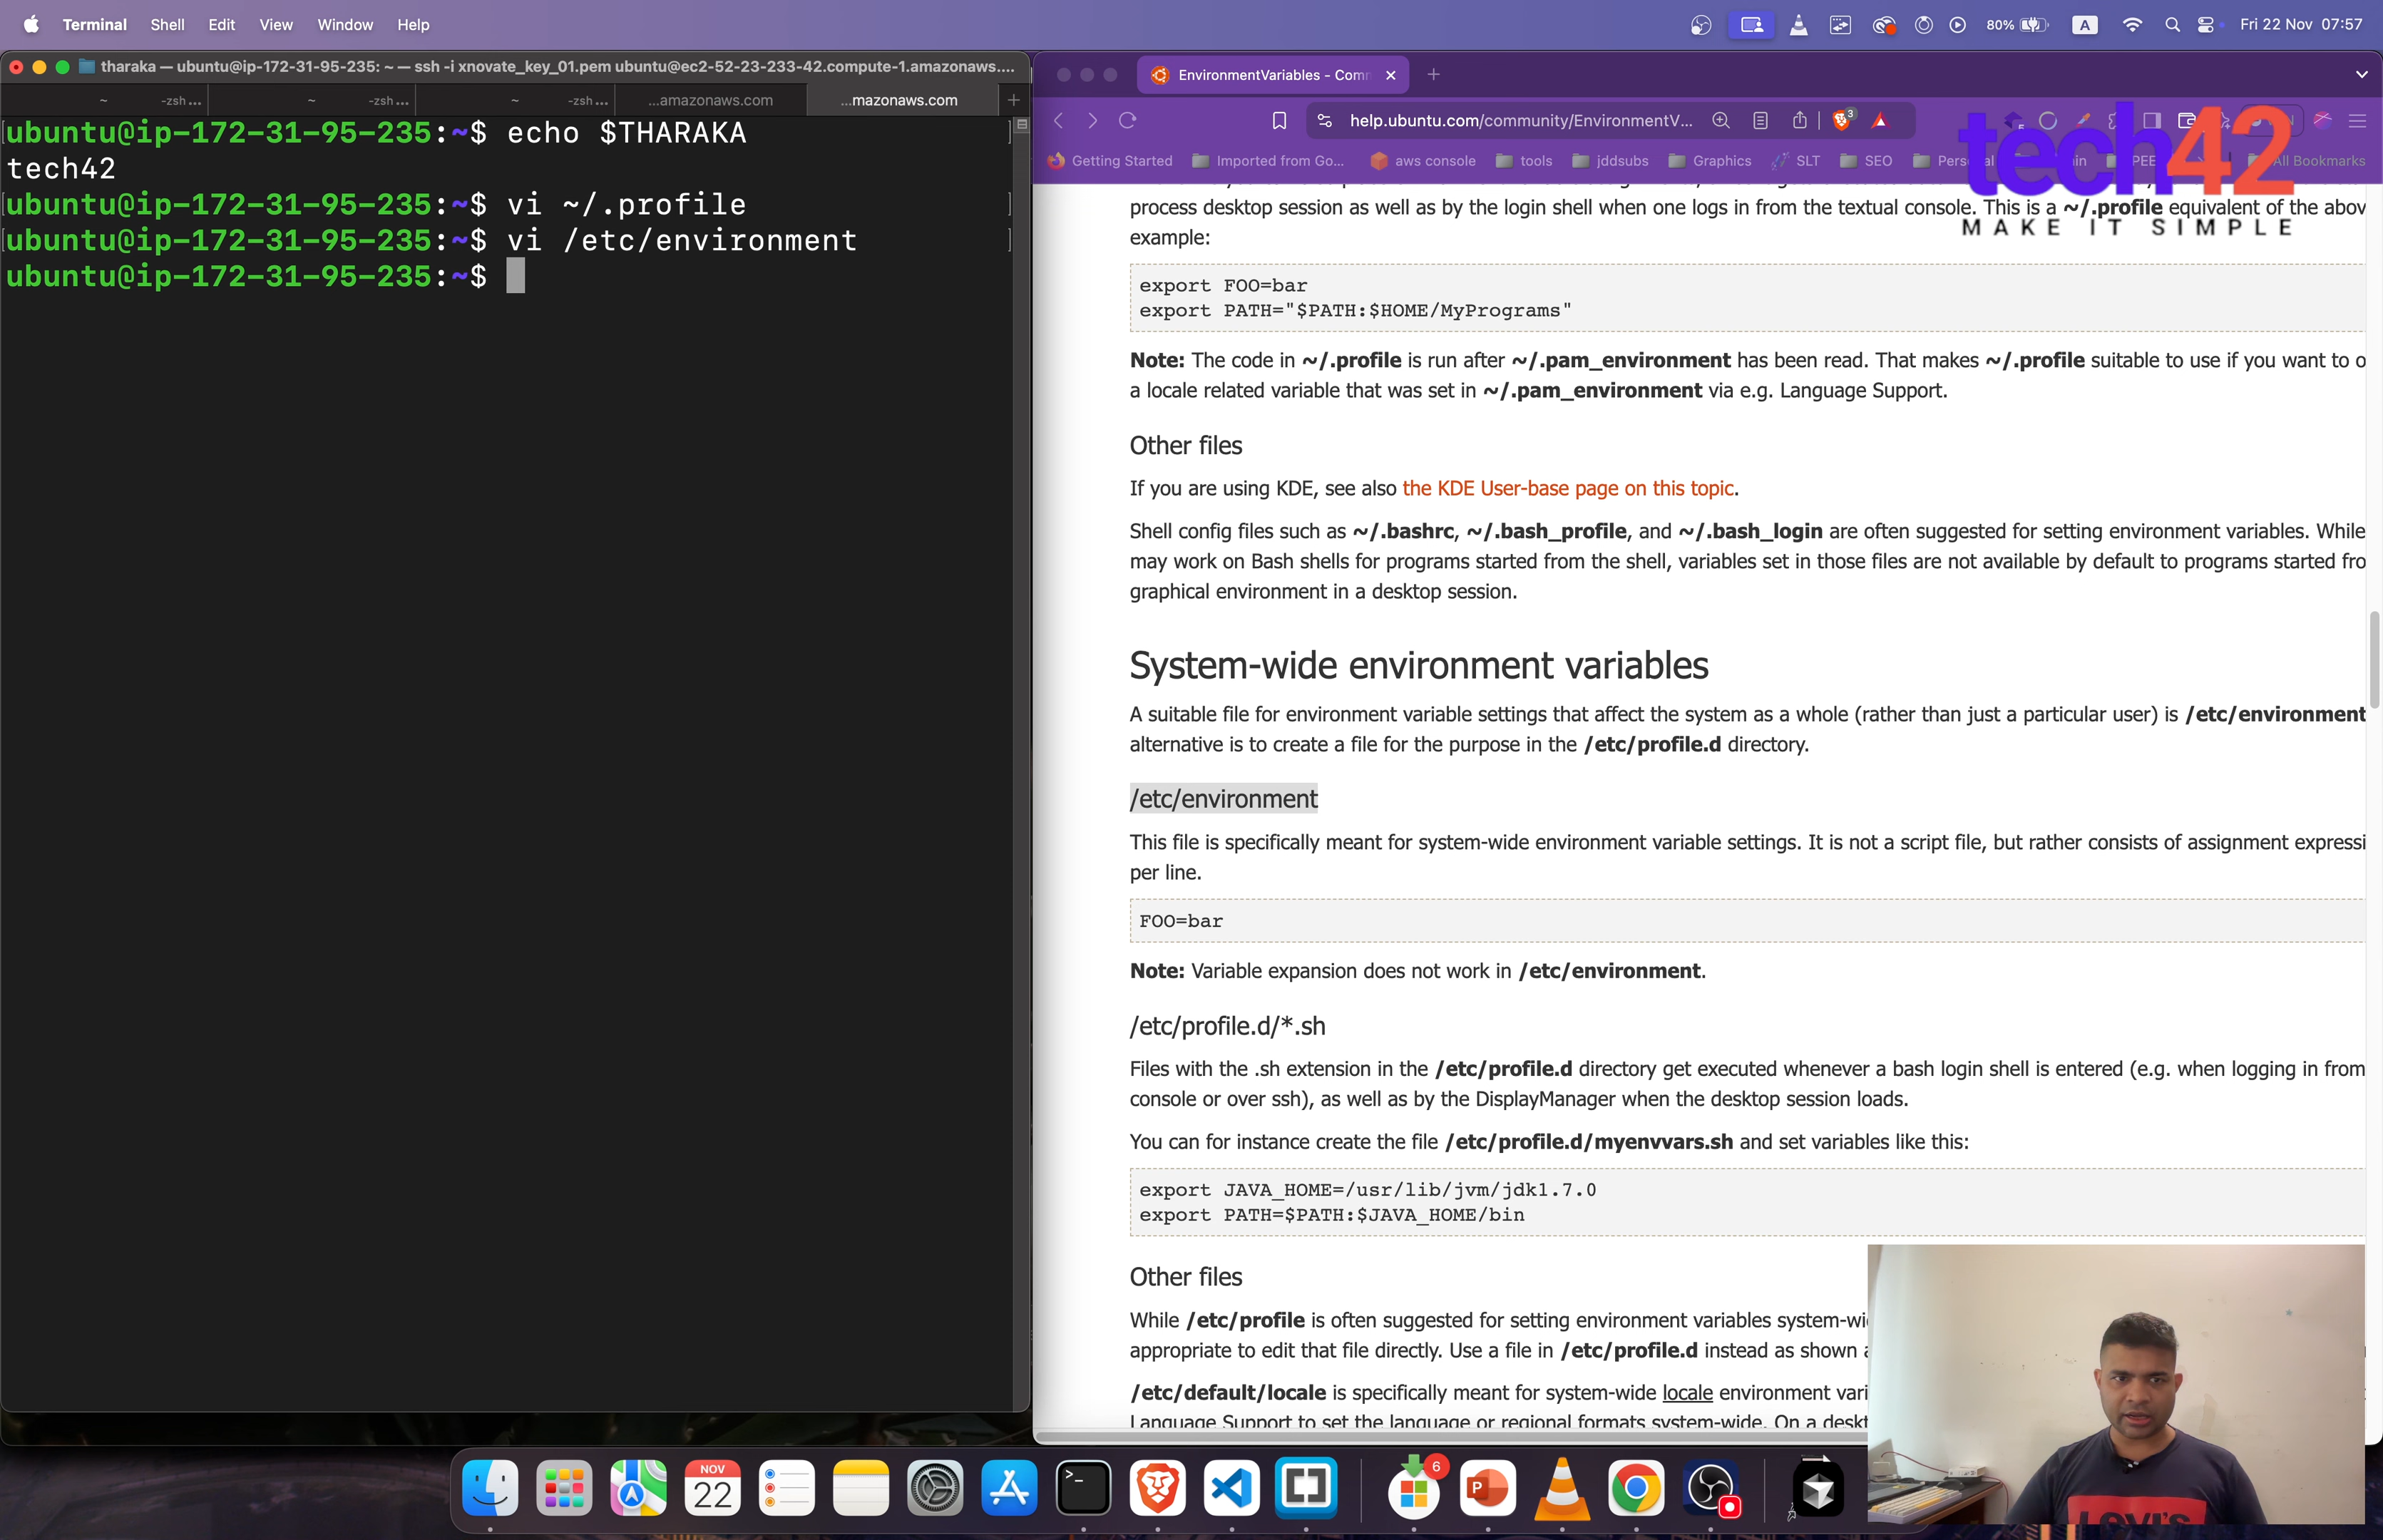 Terminal Shell Edit View Window Help
80% A Fri 22 Nov 07:57
tharaka — ubuntu@ip-172-31-95-235: ~ — ssh -i xnovate_key_01.pem ubuntu@ec2-52-23-233-42.compute-1.amazonaws....
~ -zsh ... ~ -zsh ... ~ -zsh ... ...amazonaws.com ...mazonaws.com +
ubuntu@ip-172-31-95-235:~$ echo $THARAKA
tech42
ubuntu@ip-172-31-95-235:~$ vi ~/.profile
ubuntu@ip-172-31-95-235:~$ vi /etc/environment
ubuntu@ip-172-31-95-235:~$
EnvironmentVariables - Com
help.ubuntu.com/community/EnvironmentV... 3
Getting Started Imported from Go... aws console tools jddsubs Graphics SLT SEO All Bookmarks
tech42
MAKE IT SIMPLE
process desktop session as well as by the login shell when one logs in from the textual console. This is a ~/.profile equivalent of the abov
example:
export FOO=bar
export PATH="$PATH:$HOME/MyPrograms"
Note: The code in ~/.profile is run after ~/.pam_environment has been read. That makes ~/.profile suitable to use if you want to o
a locale related variable that was set in ~/.pam_environment via e.g. Language Support.
Other files
If you are using KDE, see also the KDE User-base page on this topic.
Shell config files such as ~/.bashrc, ~/.bash_profile, and ~/.bash_login are often suggested for setting environment variables. While
may work on Bash shells for programs started from the shell, variables set in those files are not available by default to programs started fro
graphical environment in a desktop session.
System-wide environment variables
A suitable file for environment variable settings that affect the system as a whole (rather than just a particular user) is /etc/environment
alternative is to create a file for the purpose in the /etc/profile.d directory.
/etc/environment
This file is specifically meant for system-wide environment variable settings. It is not a script file, but rather consists of assignment expressi
per line.
FOO=bar
Note: Variable expansion does not work in /etc/environment.
/etc/profile.d/*.sh
Files with the .sh extension in the /etc/profile.d directory get executed whenever a bash login shell is entered (e.g. when logging in from
console or over ssh), as well as by the DisplayManager when the desktop session loads.
You can for instance create the file /etc/profile.d/myenvvars.sh and set variables like this:
export JAVA_HOME=/usr/lib/jvm/jdk1.7.0
export PATH=$PATH:$JAVA_HOME/bin
Other files
While /etc/profile is often suggested for setting environment variables system-wi
appropriate to edit that file directly. Use a file in /etc/profile.d instead as shown a
/etc/default/locale is specifically meant for system-wide locale environment vari
Language Support to set the language or regional formats system-wide. On a deskt
NOV
22
6
LEVI'S